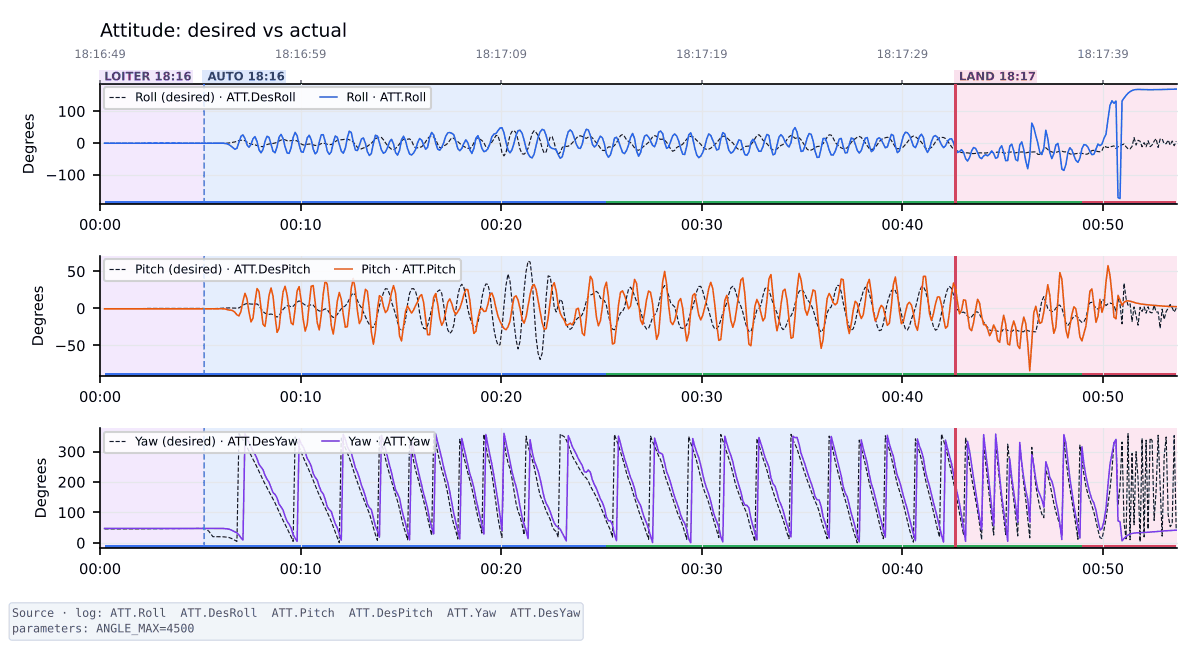 Attitude: desired vs actual
18:16:49 18:16:59 18:17:09 18:17:19 18:17:29 18:17:39
LOITER 18:16 AUTO 18:16 LAND 18:17
Roll (desired) · ATT.DesRoll Roll · ATT.Roll
Degrees
100
0
−100
00:00 00:10 00:20 00:30 00:40 00:50
Pitch (desired) · ATT.DesPitch Pitch · ATT.Pitch
Degrees
50
0
−50
00:00 00:10 00:20 00:30 00:40 00:50
Yaw (desired) · ATT.DesYaw Yaw · ATT.Yaw
Degrees
300
200
100
0
00:00 00:10 00:20 00:30 00:40 00:50
Source · log: ATT.Roll ATT.DesRoll ATT.Pitch ATT.DesPitch ATT.Yaw ATT.DesYaw
parameters: ANGLE_MAX=4500